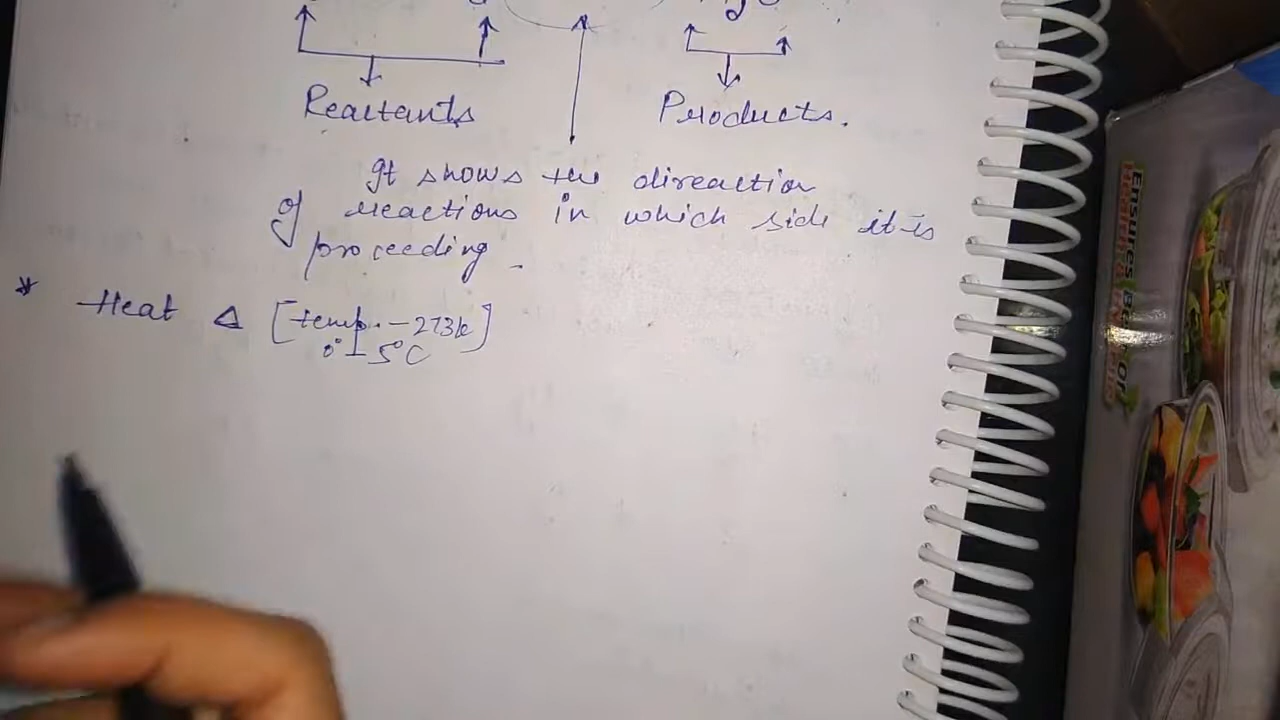 Reactants
Products.
It shows the direaction
of reactions in which side it is
proceeding.
* Heat Δ [temp. - 273k]
0° - 5°C
Ensures